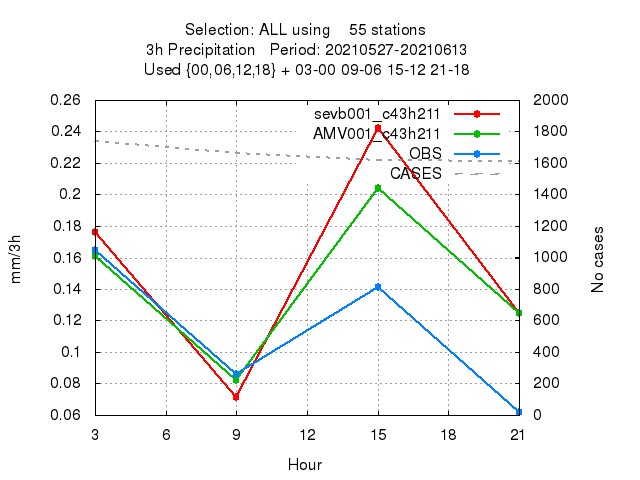 Selection: ALL using 55 stations
3h Precipitation Period: 20210527-20210613
Used {00,06,12,18} + 03-00 09-06 15-12 21-18
0.26 2000
sevb001_c43h211
0.24 1800
AMV001_c43h211
OBS
0.22 1600
CASES
0.2 1400
0.18 1200
0.16 1000
0.14 800
0.12 600
0.1 400
0.08 200
0.06 0
mm/3h
No cases
3 6 9 12 15 18 21
Hour